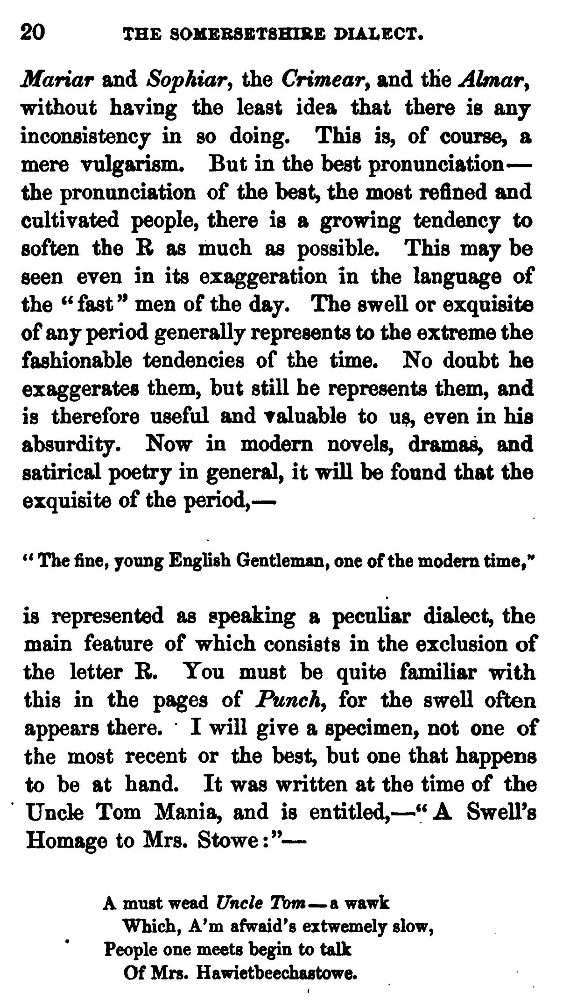 20 THE SOMERSETSHIRE DIALECT.
Mariar and Sophiar, the Crimear, and the Almar,
without having the least idea that there is any
inconsistency in so doing. This is, of course, a
mere vulgarism. But in the best pronunciation—
the pronunciation of the best, the most refined and
cultivated people, there is a growing tendency to
soften the R as much as possible. This may be
seen even in its exaggeration in the language of
the “fast” men of the day. The swell or exquisite
of any period generally represents to the extreme the
fashionable tendencies of the time. No doubt he
exaggerates them, but still he represents them, and
is therefore useful and valuable to us, even in his
absurdity. Now in modern novels, dramas, and
satirical poetry in general, it will be found that the
exquisite of the period,—
“The fine, young English Gentleman, one of the modern time,”
is represented as speaking a peculiar dialect, the
main feature of which consists in the exclusion of
the letter R. You must be quite familiar with
this in the pages of Punch, for the swell often
appears there. I will give a specimen, not one of
the most recent or the best, but one that happens
to be at hand. It was written at the time of the
Uncle Tom Mania, and is entitled,—“A Swell’s
Homage to Mrs. Stowe:”—
A must wead Uncle Tom—a wawk
Which, A’m afwaid’s extwemely slow,
People one meets begin to talk
Of Mrs. Hawietbeechastowe.